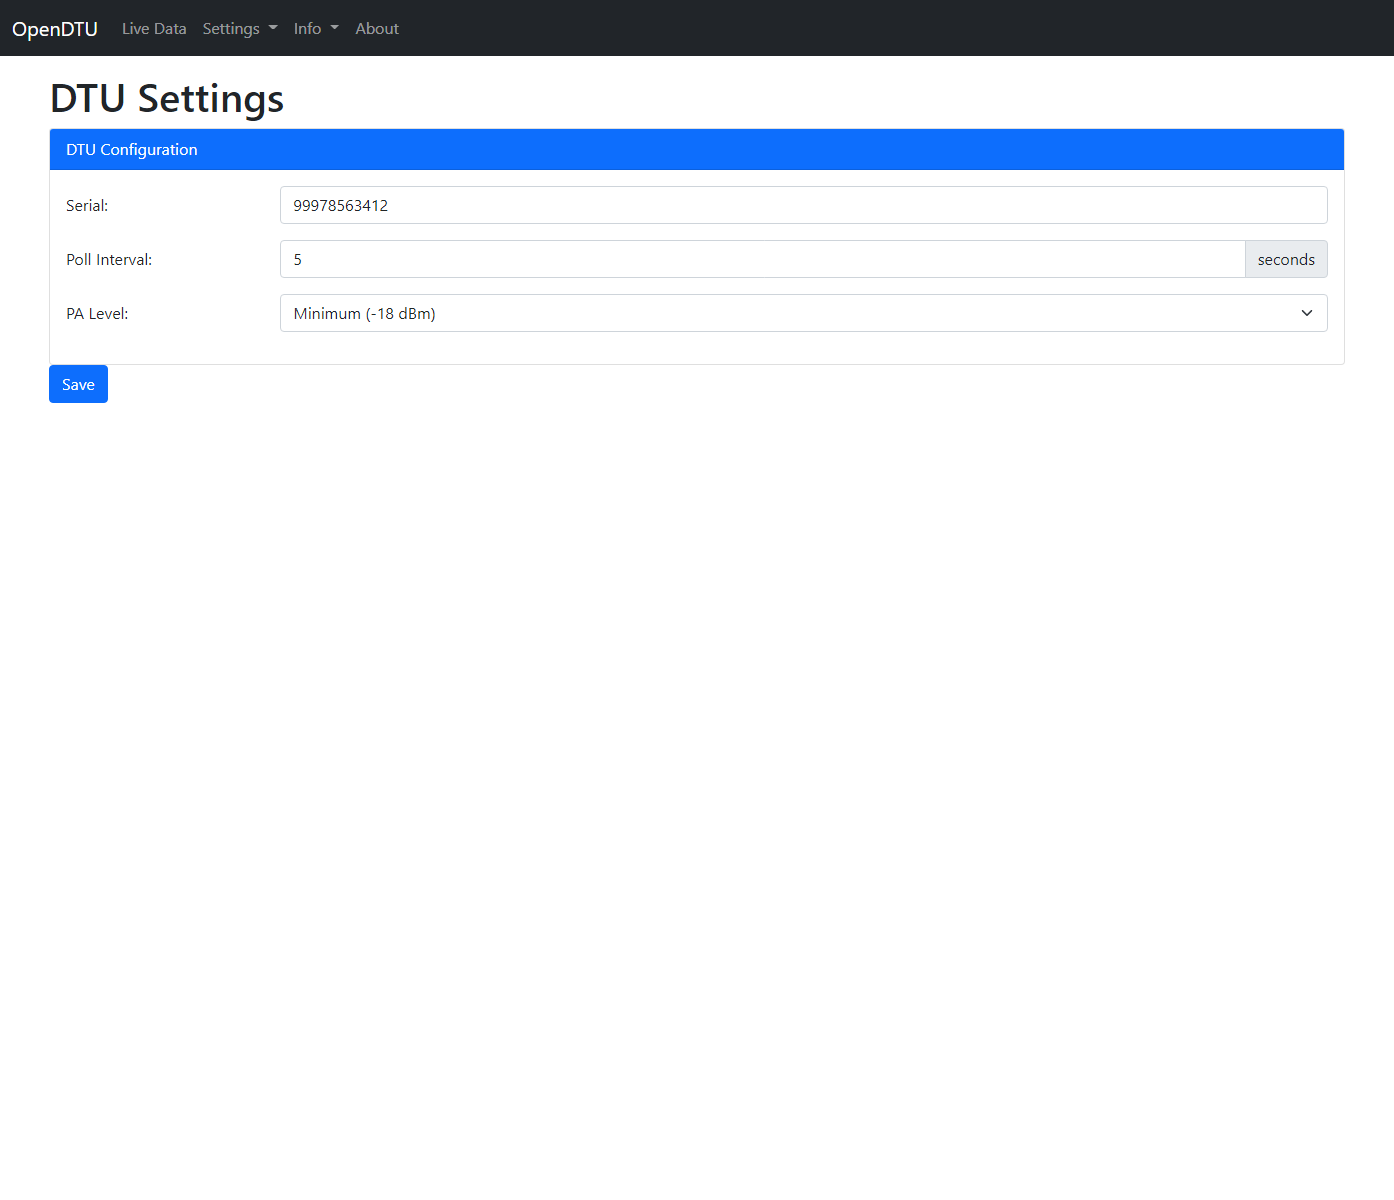 OpenDTU Live Data Settings Info About
DTU Settings
DTU Configuration
Serial: 99978563412
Poll Interval: 5 seconds
PA Level: Minimum (-18 dBm)
Save